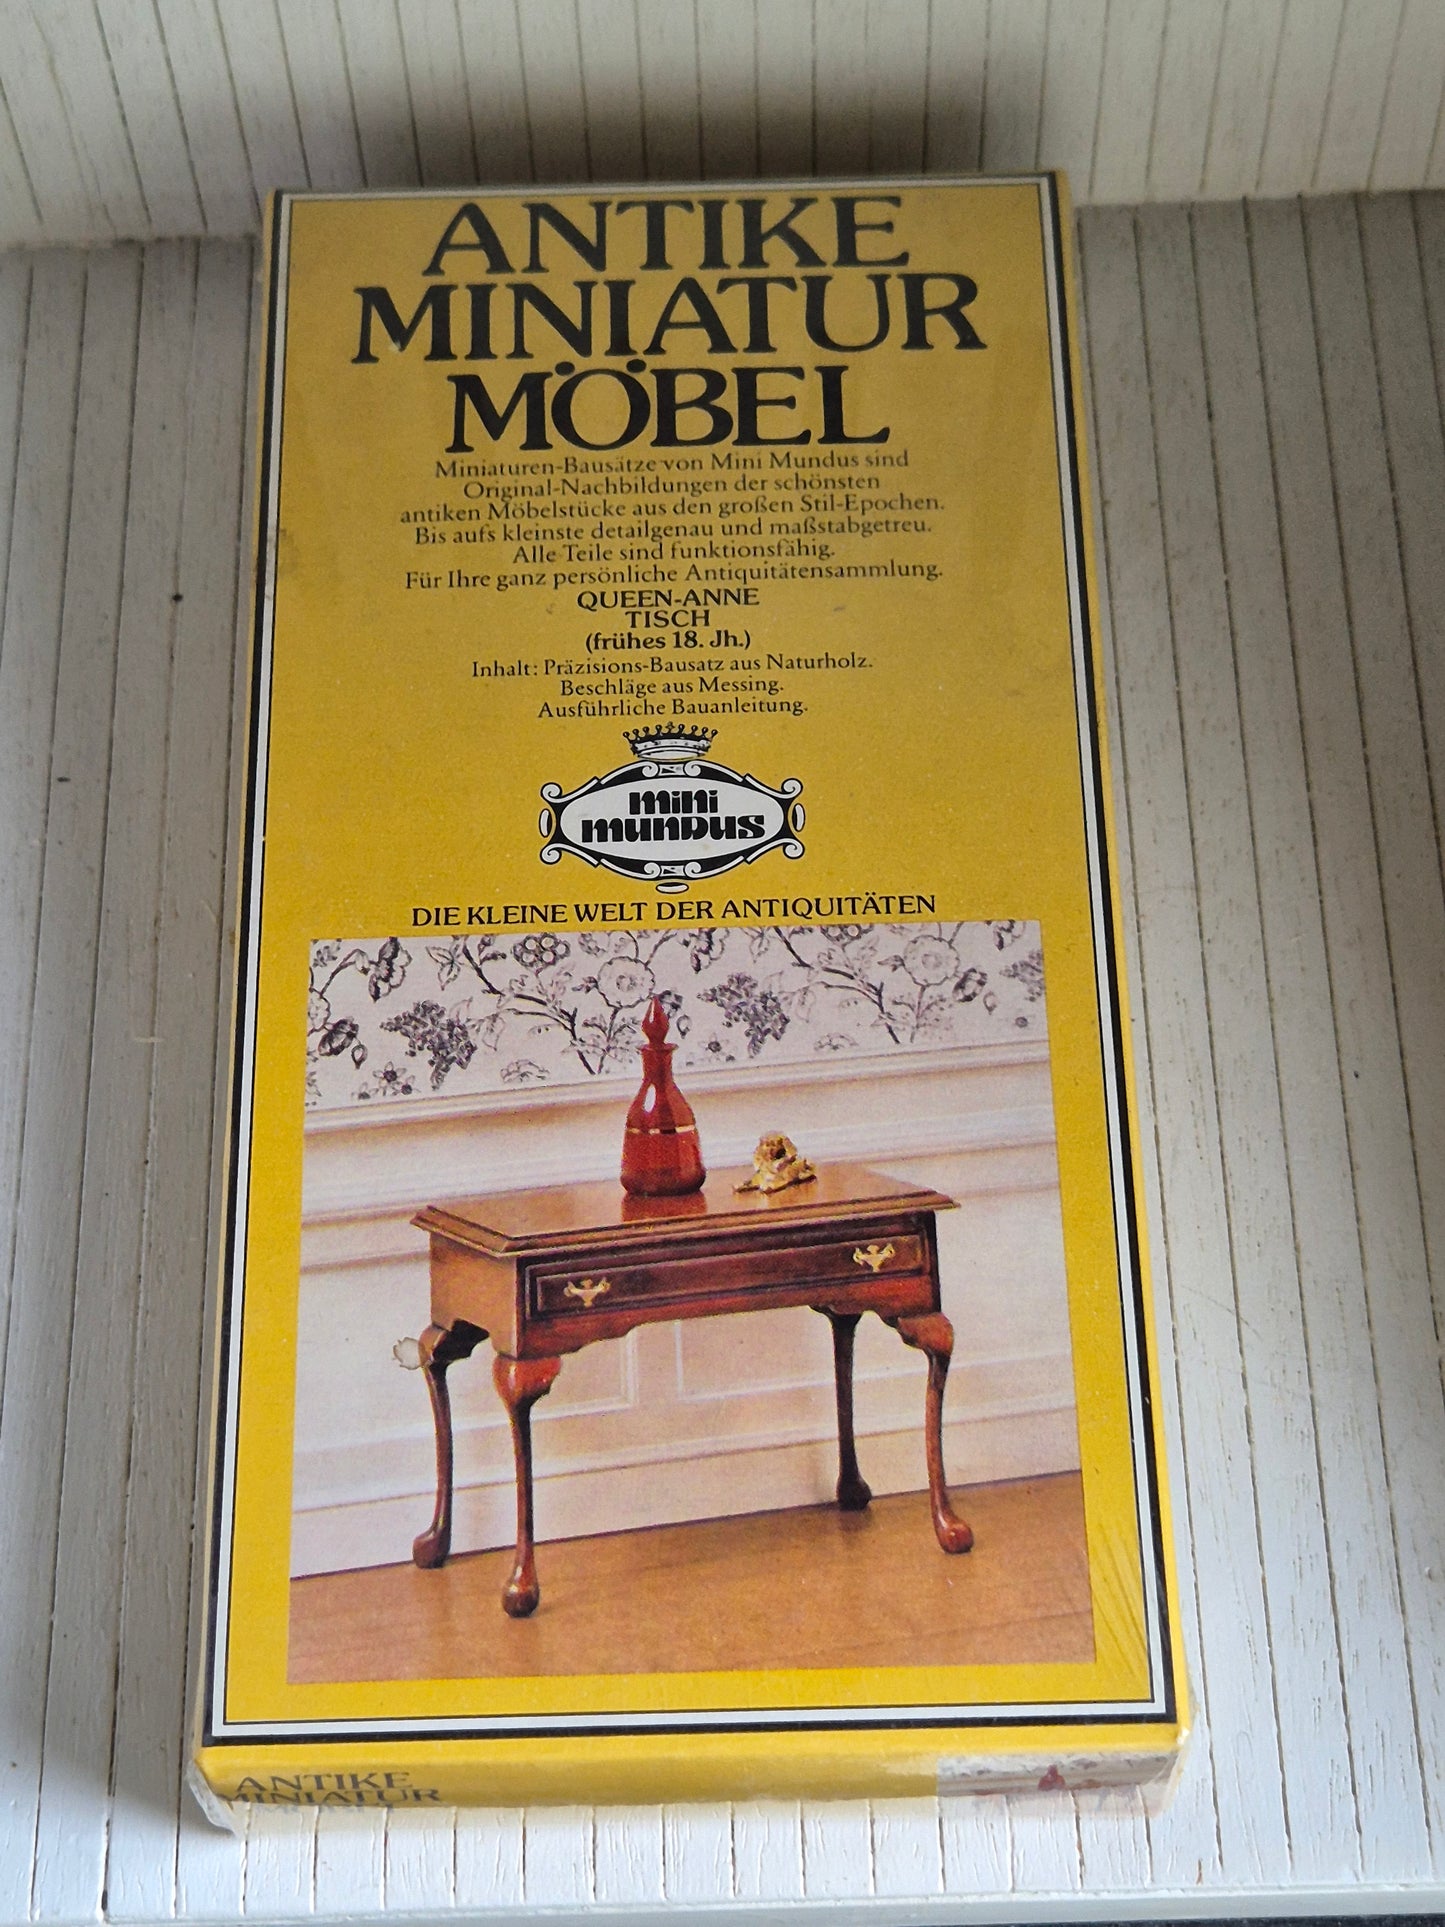 ANTIKE
MINIATUR
MÖBEL
Miniaturen-Bausätze von Mini Mundus sind
Original-Nachbildungen der schönsten
antiken Möbelstücke aus den großen Stil-Epochen.
Bis aufs kleinste detailgenau und maßstabgetreu.
Alle Teile sind funktionsfähig.
Für Ihre ganz persönliche Antiquitätensammlung.
QUEEN-ANNE
TISCH
(frühes 18. Jh.)
Inhalt: Präzisions-Bausatz aus Naturholz.
Beschläge aus Messing.
Ausführliche Bauanleitung.
mini
mundus
DIE KLEINE WELT DER ANTIQUITÄTEN
ANTIKE
MINIATUR